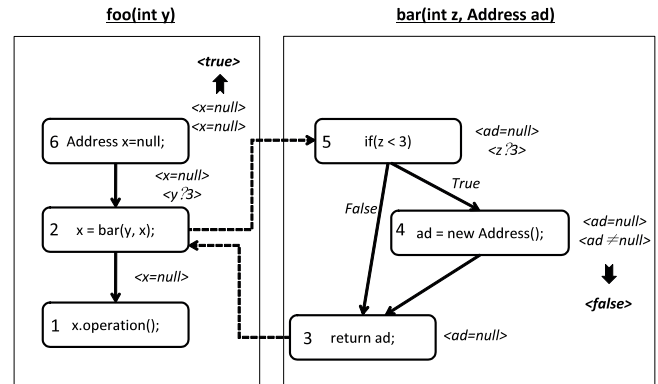 foo(int y)
bar(int z, Address ad)
<true>
<x=null>
<x=null>
6 Address x=null;
<x=null>
<y?3>
2 x = bar(y, x);
<x=null>
1 x.operation();
5 if(z < 3)
<ad=null>
<z?3>
False
True
4 ad = new Address();
<ad=null>
<ad ≠null>
<false>
3 return ad;
<ad=null>